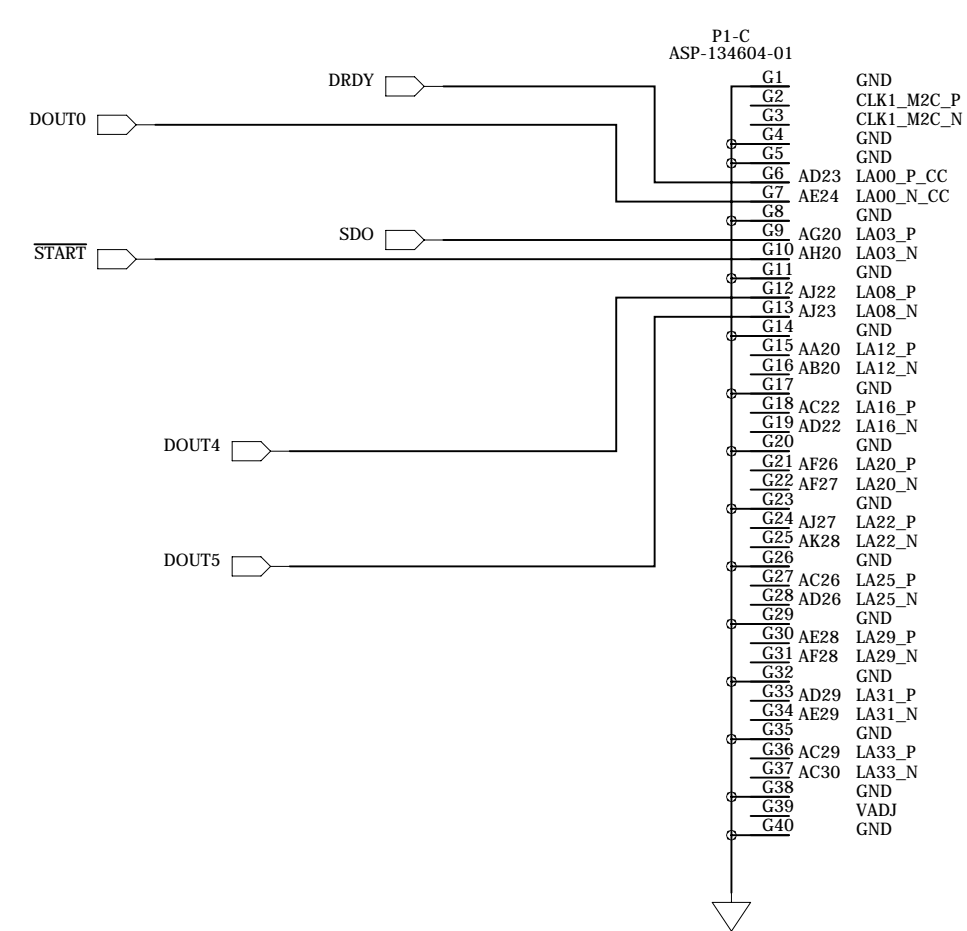 P1-C
ASP-134604-01
DRDY
G1 GND
G2 CLK1_M2C_P
DOUT0 G3 CLK1_M2C_N
G4 GND
G5 GND
G6 AD23 LA00_P_CC
G7 AE24 LA00_N_CC
G8 GND
SDO G9 AG20 LA03_P
START G10 AH20 LA03_N
G11 GND
G12 AJ22 LA08_P
G13 AJ23 LA08_N
G14 GND
G15 AA20 LA12_P
G16 AB20 LA12_N
G17 GND
G18 AC22 LA16_P
G19 AD22 LA16_N
DOUT4 G20 GND
G21 AF26 LA20_P
G22 AF27 LA20_N
G23 GND
G24 AJ27 LA22_P
G25 AK28 LA22_N
DOUT5 G26 GND
G27 AC26 LA25_P
G28 AD26 LA25_N
G29 GND
G30 AE28 LA29_P
G31 AF28 LA29_N
G32 GND
G33 AD29 LA31_P
G34 AE29 LA31_N
G35 GND
G36 AC29 LA33_P
G37 AC30 LA33_N
G38 GND
G39 VADJ
G40 GND